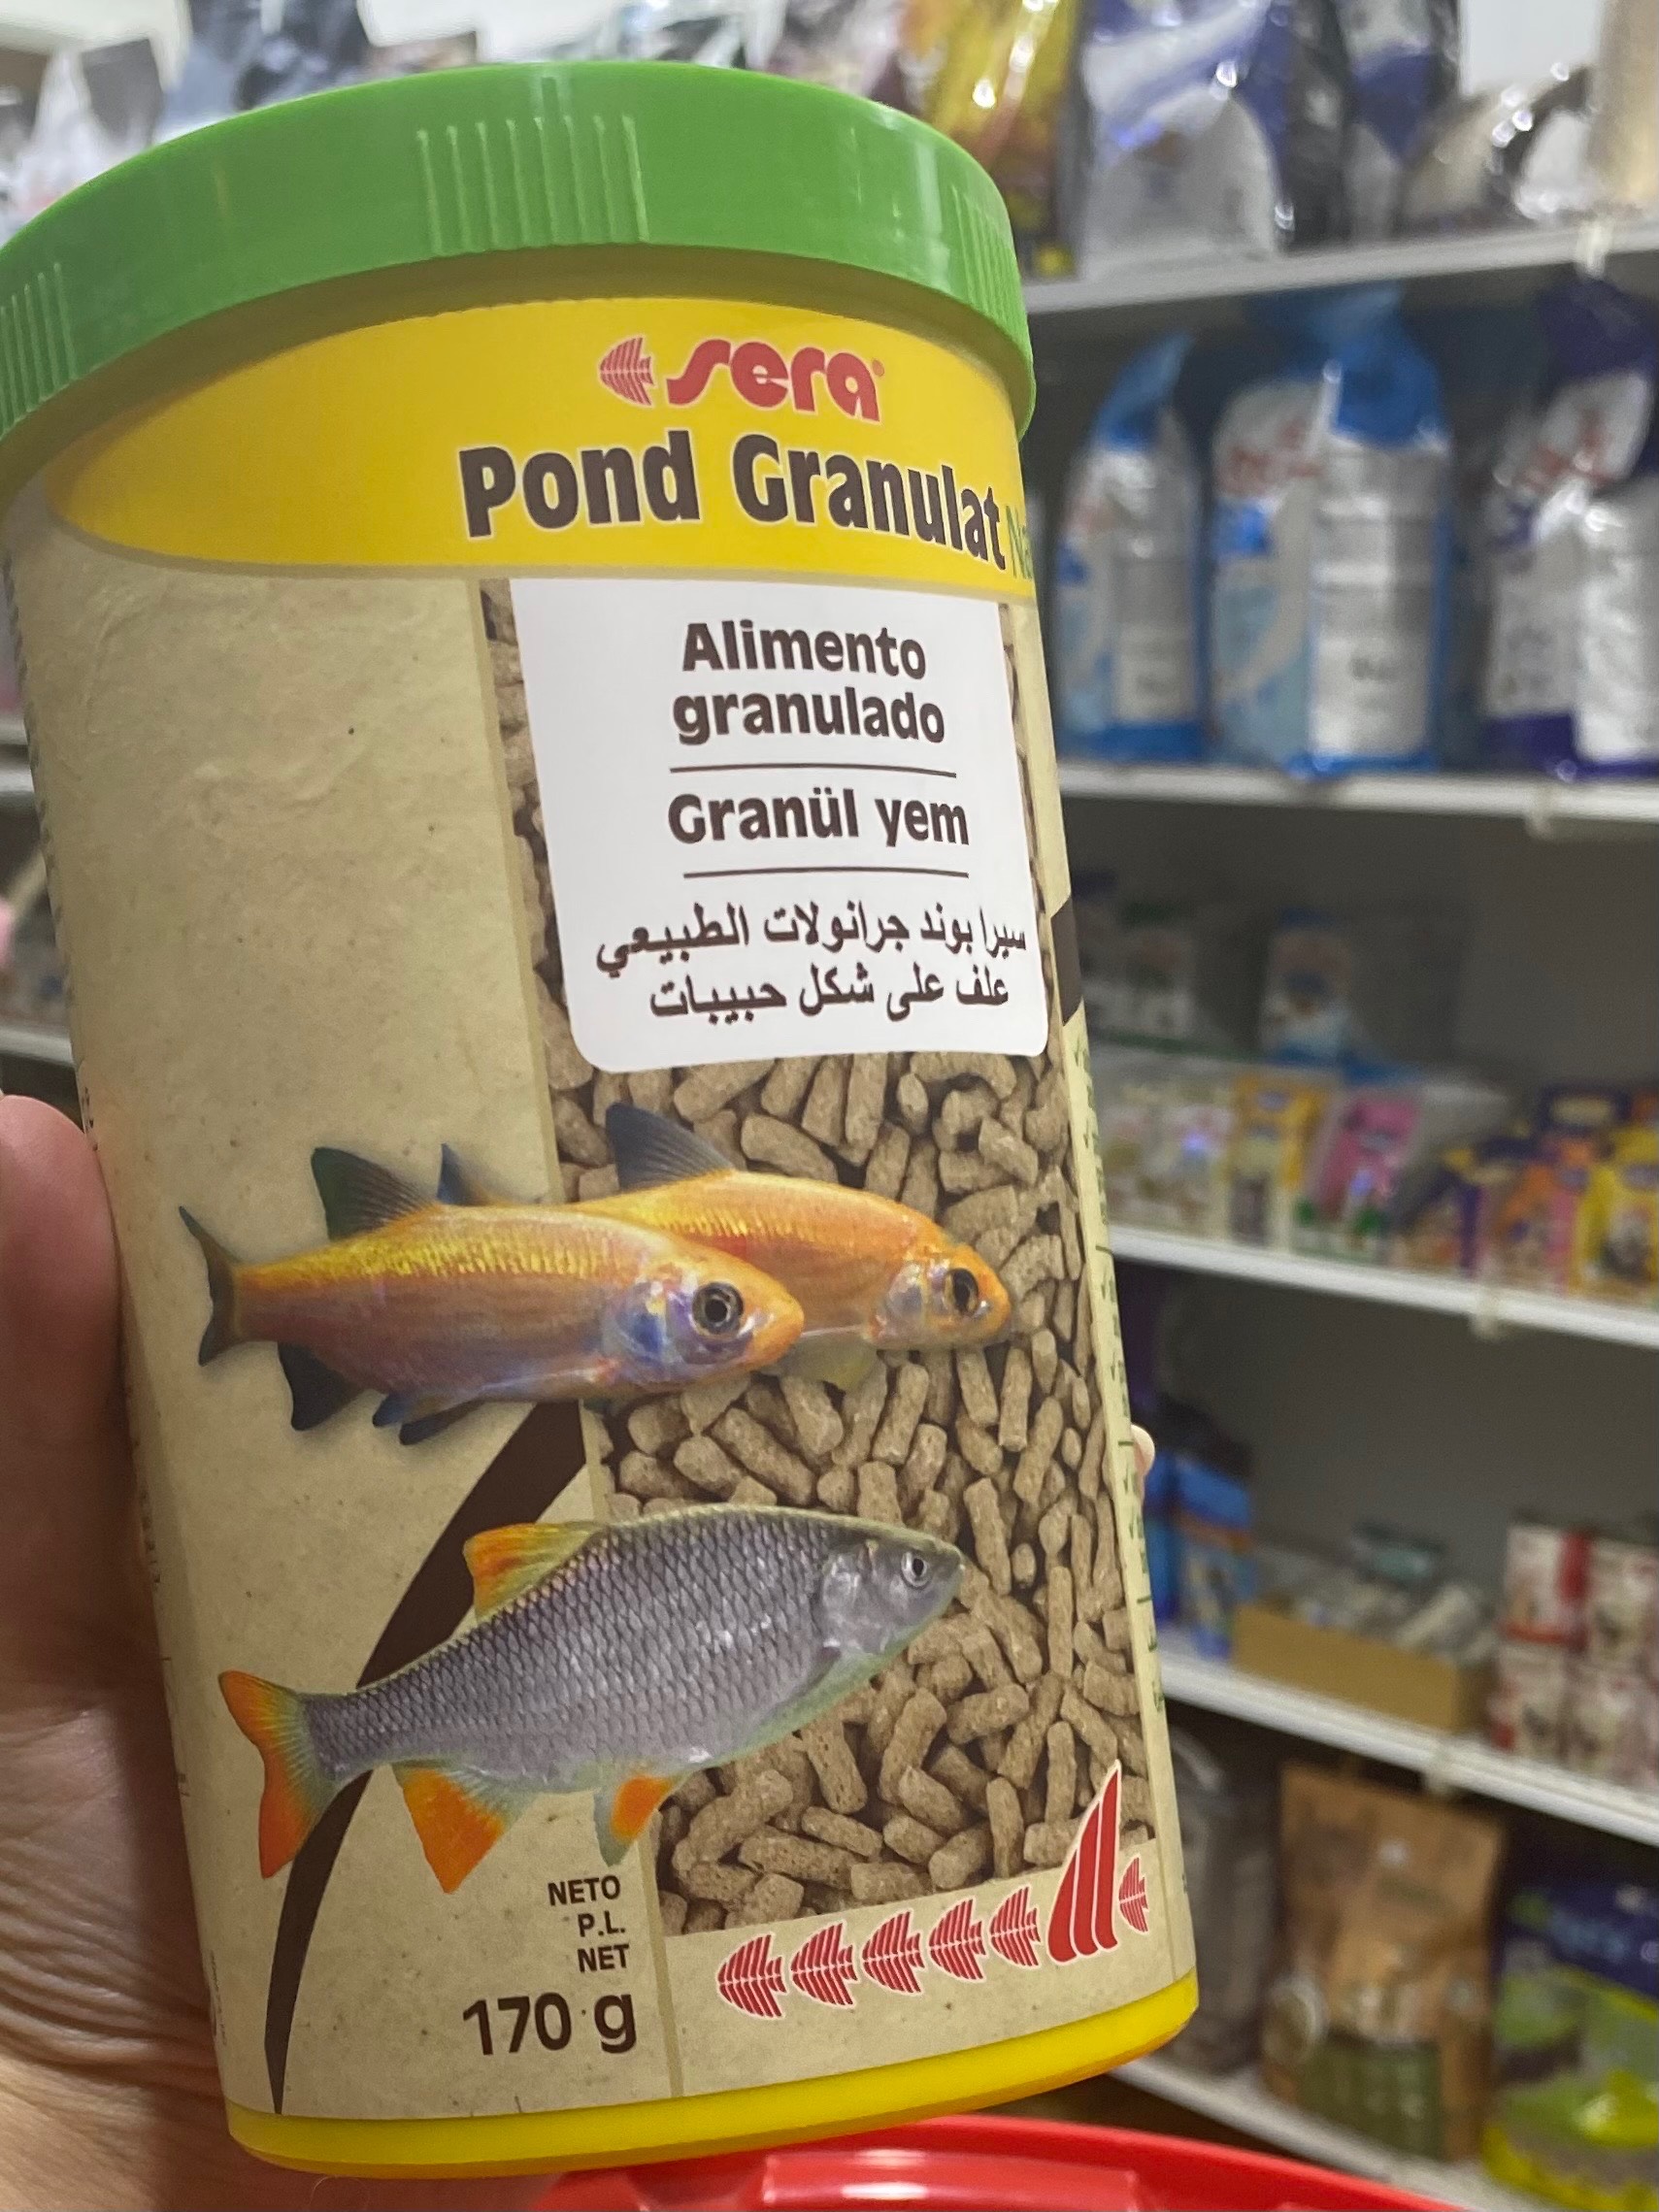 sera
Pond Granulat
Alimento
granulado
Granül yem
سيرا بوند جرانولات الطبيعي
علف على شكل حبيبات
NETO
P.L.
NET
170 g